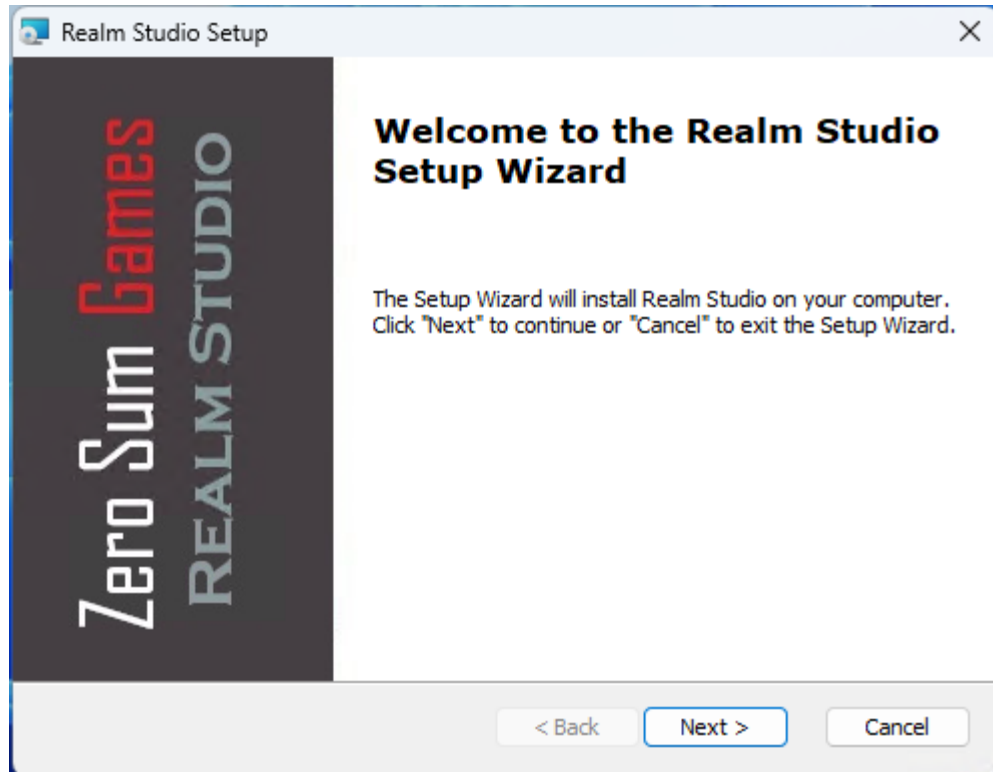 Realm Studio Setup
Zero Sum Games
REALM STUDIO
Welcome to the Realm Studio
Setup Wizard
The Setup Wizard will install Realm Studio on your computer.
Click "Next" to continue or "Cancel" to exit the Setup Wizard.
< Back Next > Cancel